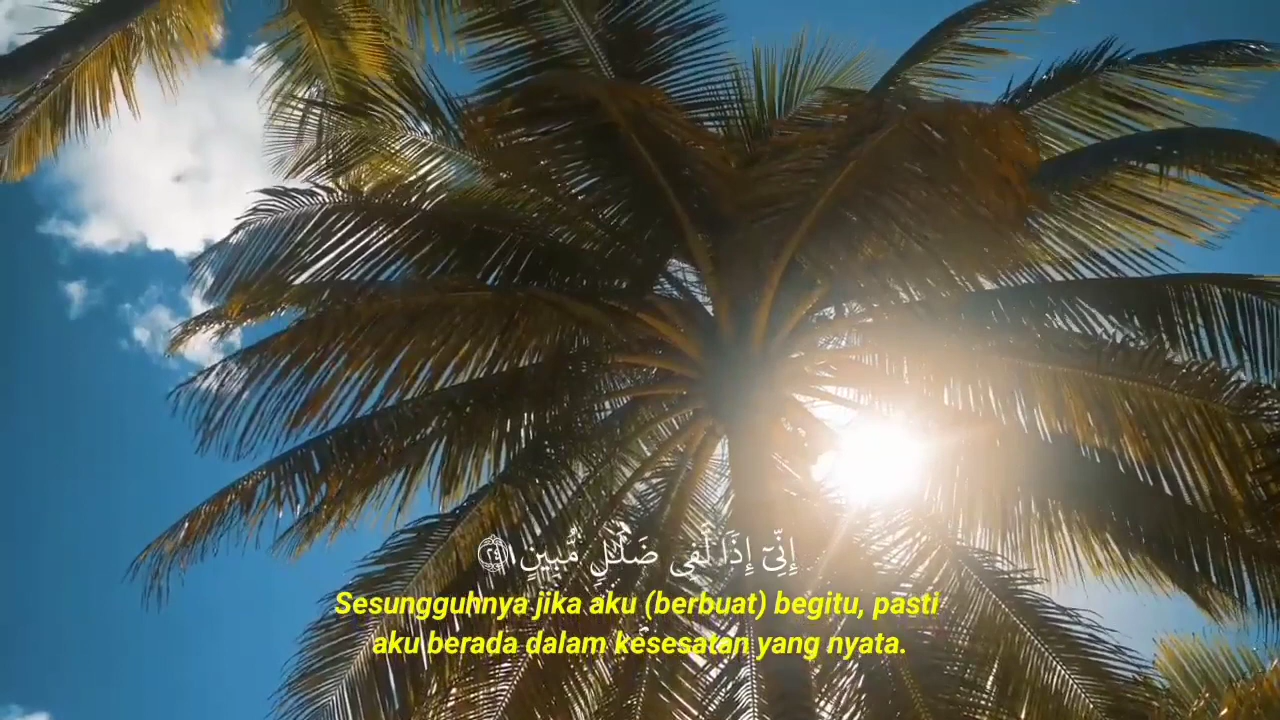 إِنِّىٓ إِذًا لَّفِى ضَلَـٰلٍ مُّبِينٍ ۝٢٤
Sesungguhnya jika aku (berbuat) begitu, pasti
aku berada dalam kesesatan yang nyata.